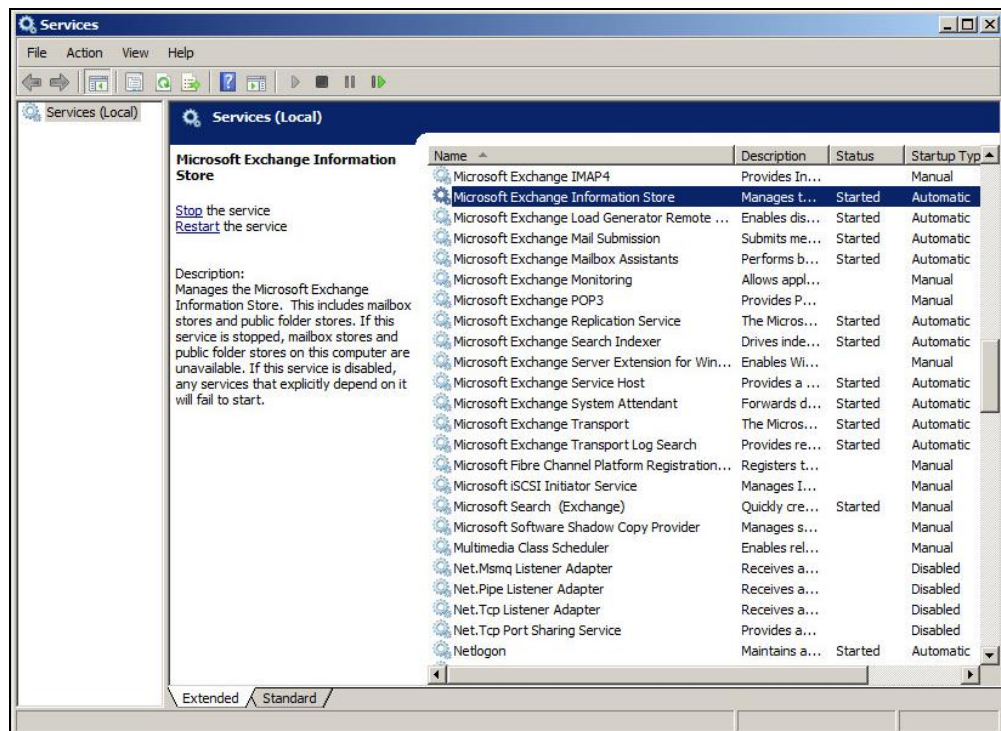 Services
File Action View Help
Services (Local)
Services (Local)
Microsoft Exchange Information
Store
Stop the service
Restart the service
Description:
Manages the Microsoft Exchange
Information Store. This includes mailbox
stores and public folder stores. If this
service is stopped, mailbox stores and
public folder stores on this computer are
unavailable. If this service is disabled,
any services that explicitly depend on it
will fail to start.
Name Description Status Startup Typ
Microsoft Exchange IMAP4 Provides In... Manual
Microsoft Exchange Information Store Manages t... Started Automatic
Microsoft Exchange Load Generator Remote ... Enables dis... Started Automatic
Microsoft Exchange Mail Submission Submits me... Started Automatic
Microsoft Exchange Mailbox Assistants Performs b... Started Automatic
Microsoft Exchange Monitoring Allows appl... Manual
Microsoft Exchange POP3 Provides P... Manual
Microsoft Exchange Replication Service The Micros... Started Automatic
Microsoft Exchange Search Indexer Drives inde... Started Automatic
Microsoft Exchange Server Extension for Win... Enables Wi... Manual
Microsoft Exchange Service Host Provides a ... Started Automatic
Microsoft Exchange System Attendant Forwards d... Started Automatic
Microsoft Exchange Transport The Micros... Started Automatic
Microsoft Exchange Transport Log Search Provides re... Started Automatic
Microsoft Fibre Channel Platform Registration... Registers t... Manual
Microsoft iSCSI Initiator Service Manages I... Manual
Microsoft Search (Exchange) Quickly cre... Started Manual
Microsoft Software Shadow Copy Provider Manages s... Manual
Multimedia Class Scheduler Enables rel... Manual
Net.Msmq Listener Adapter Receives a... Disabled
Net.Pipe Listener Adapter Receives a... Disabled
Net.Tcp Listener Adapter Receives a... Disabled
Net.Tcp Port Sharing Service Provides a... Disabled
Netlogon Maintains a... Started Automatic
Extended Standard